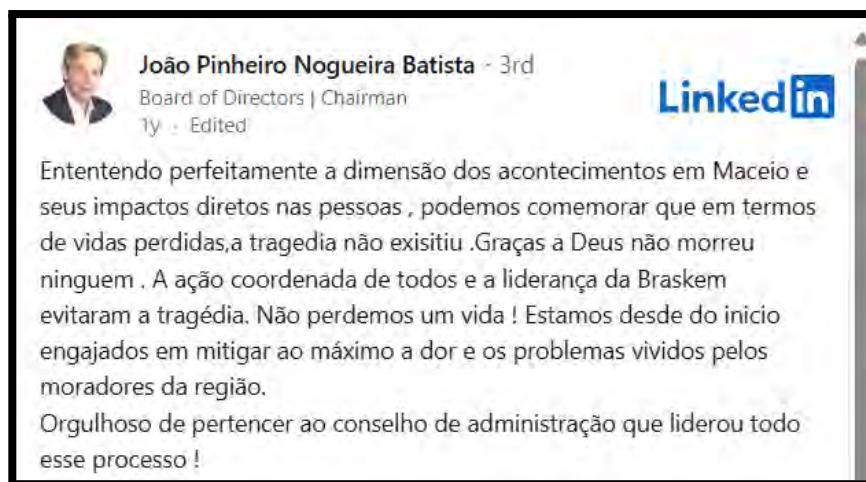 João Pinheiro Nogueira Batista · 3rd
Board of Directors | Chairman
1y · Edited
Linked in
Ententendo perfeitamente a dimensão dos acontecimentos em Maceio e
seus impactos diretos nas pessoas , podemos comemorar que em termos
de vidas perdidas,a tragedia não exisitiu .Graças a Deus não morreu
ninguem . A ação coordenada de todos e a liderança da Braskem
evitaram a tragédia. Não perdemos um vida ! Estamos desde do inicio
engajados em mitigar ao máximo a dor e os problemas vividos pelos
moradores da região.
Orgulhoso de pertencer ao conselho de administração que liderou todo
esse processo !